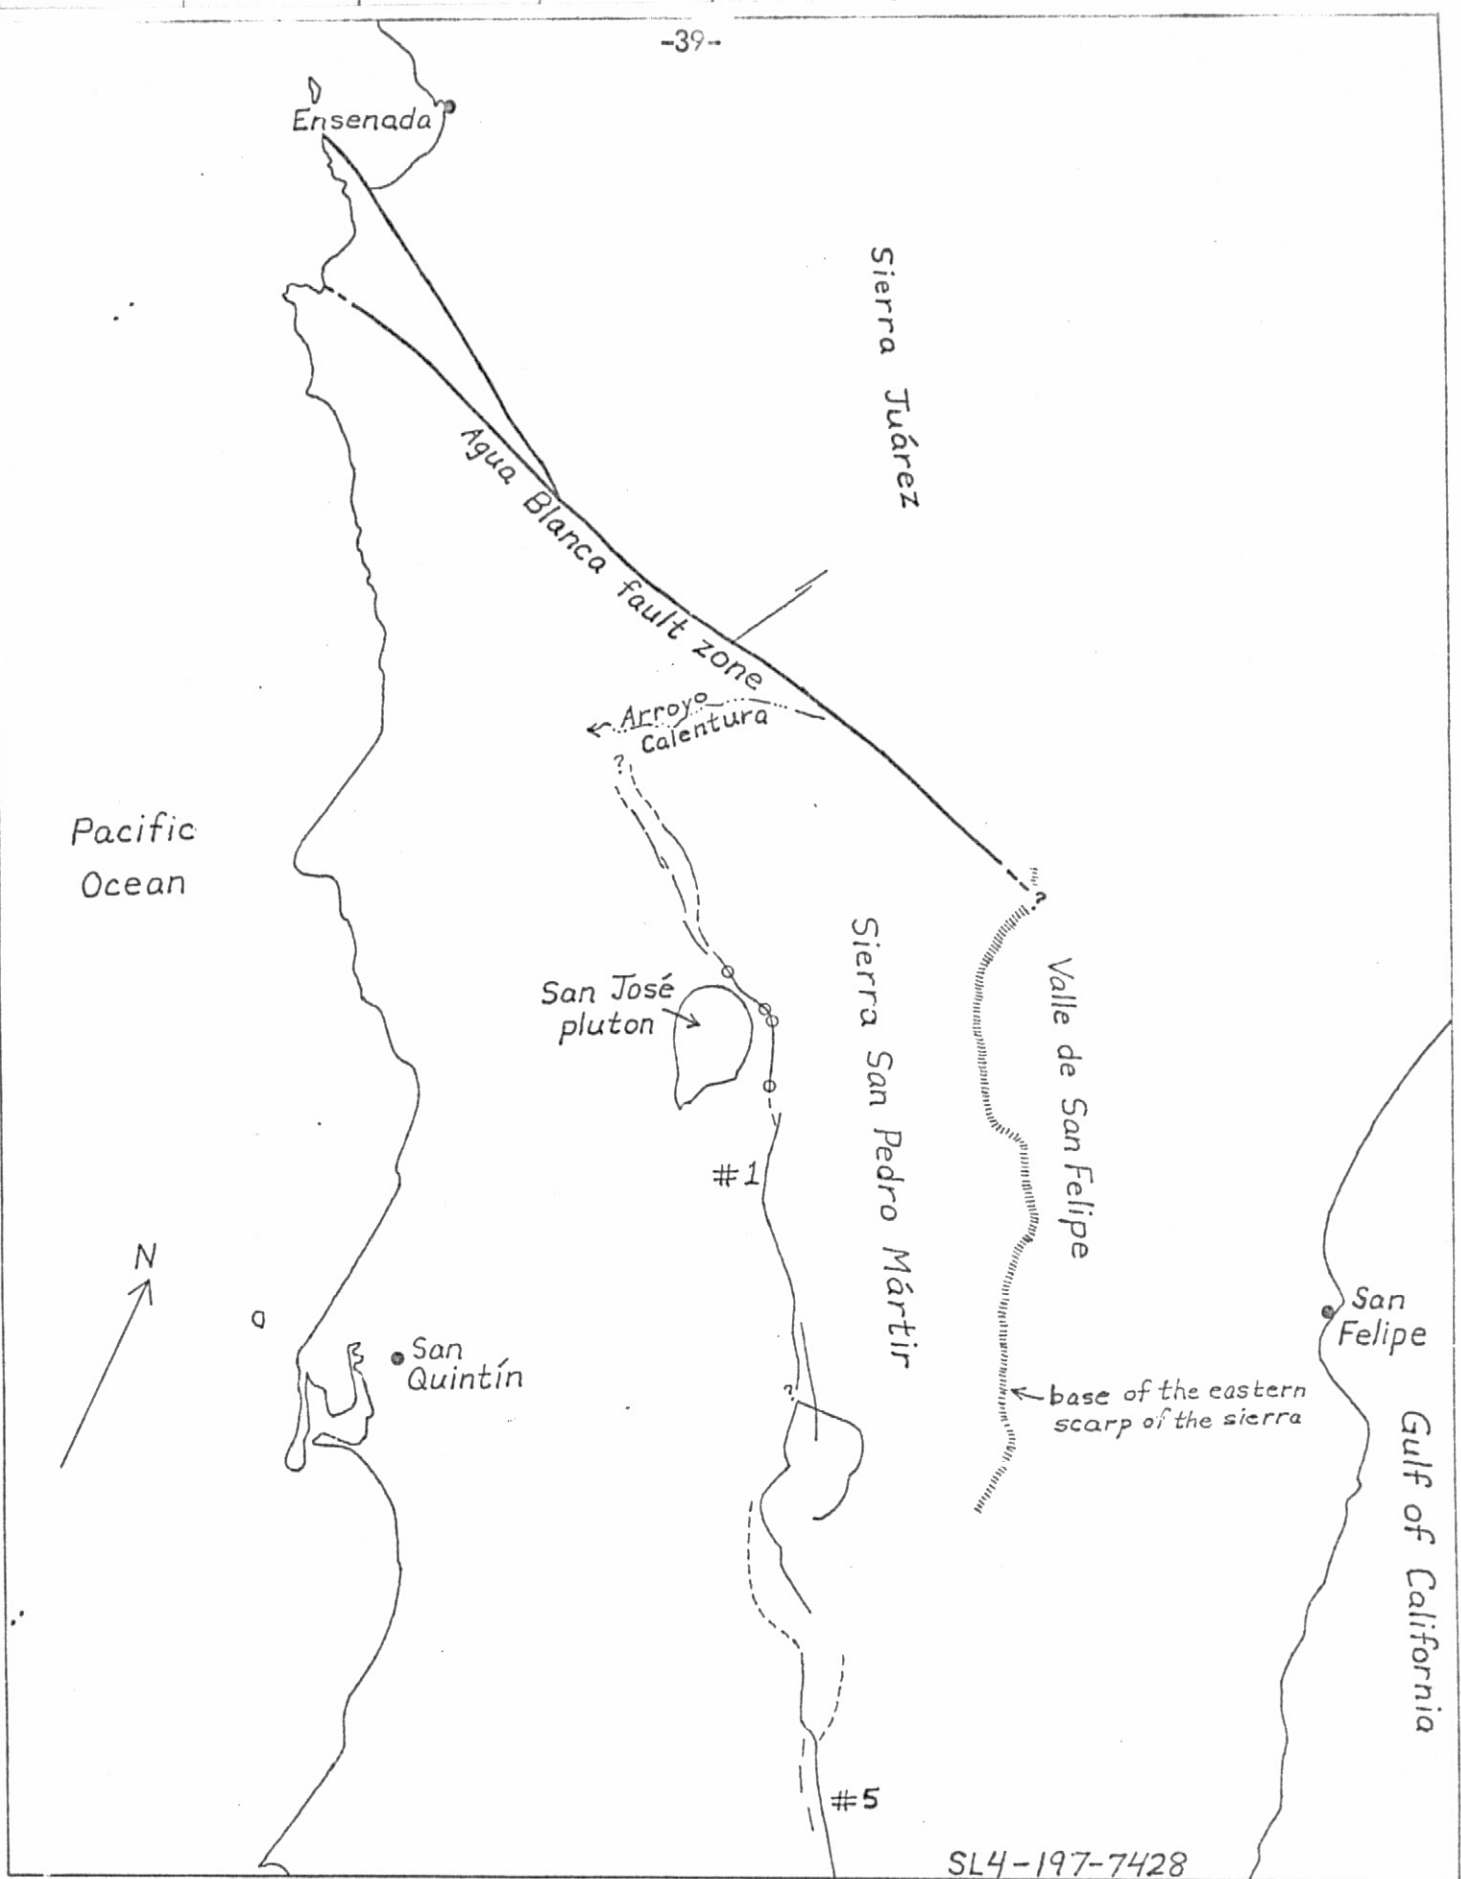 -39-
Ensenada
Sierra Juárez
Agua Blanca fault zone
Arroyo
Calentura
?
Pacific
Ocean
?
Sierra San Pedro Mártir
Valle de San Felipe
San José
pluton
#1
N
San
Felipe
San
Quintín
?
base of the eastern
scarp of the sierra
Gulf of California
#5
SL4-197-7428